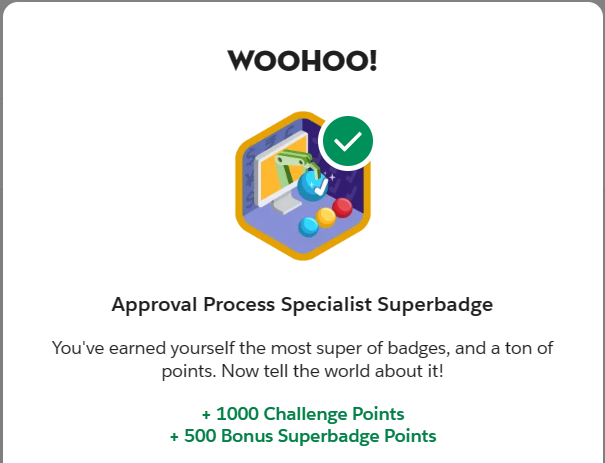 WOOHOO!
Approval Process Specialist Superbadge
You've earned yourself the most super of badges, and a ton of
points. Now tell the world about it!
+ 1000 Challenge Points
+ 500 Bonus Superbadge Points